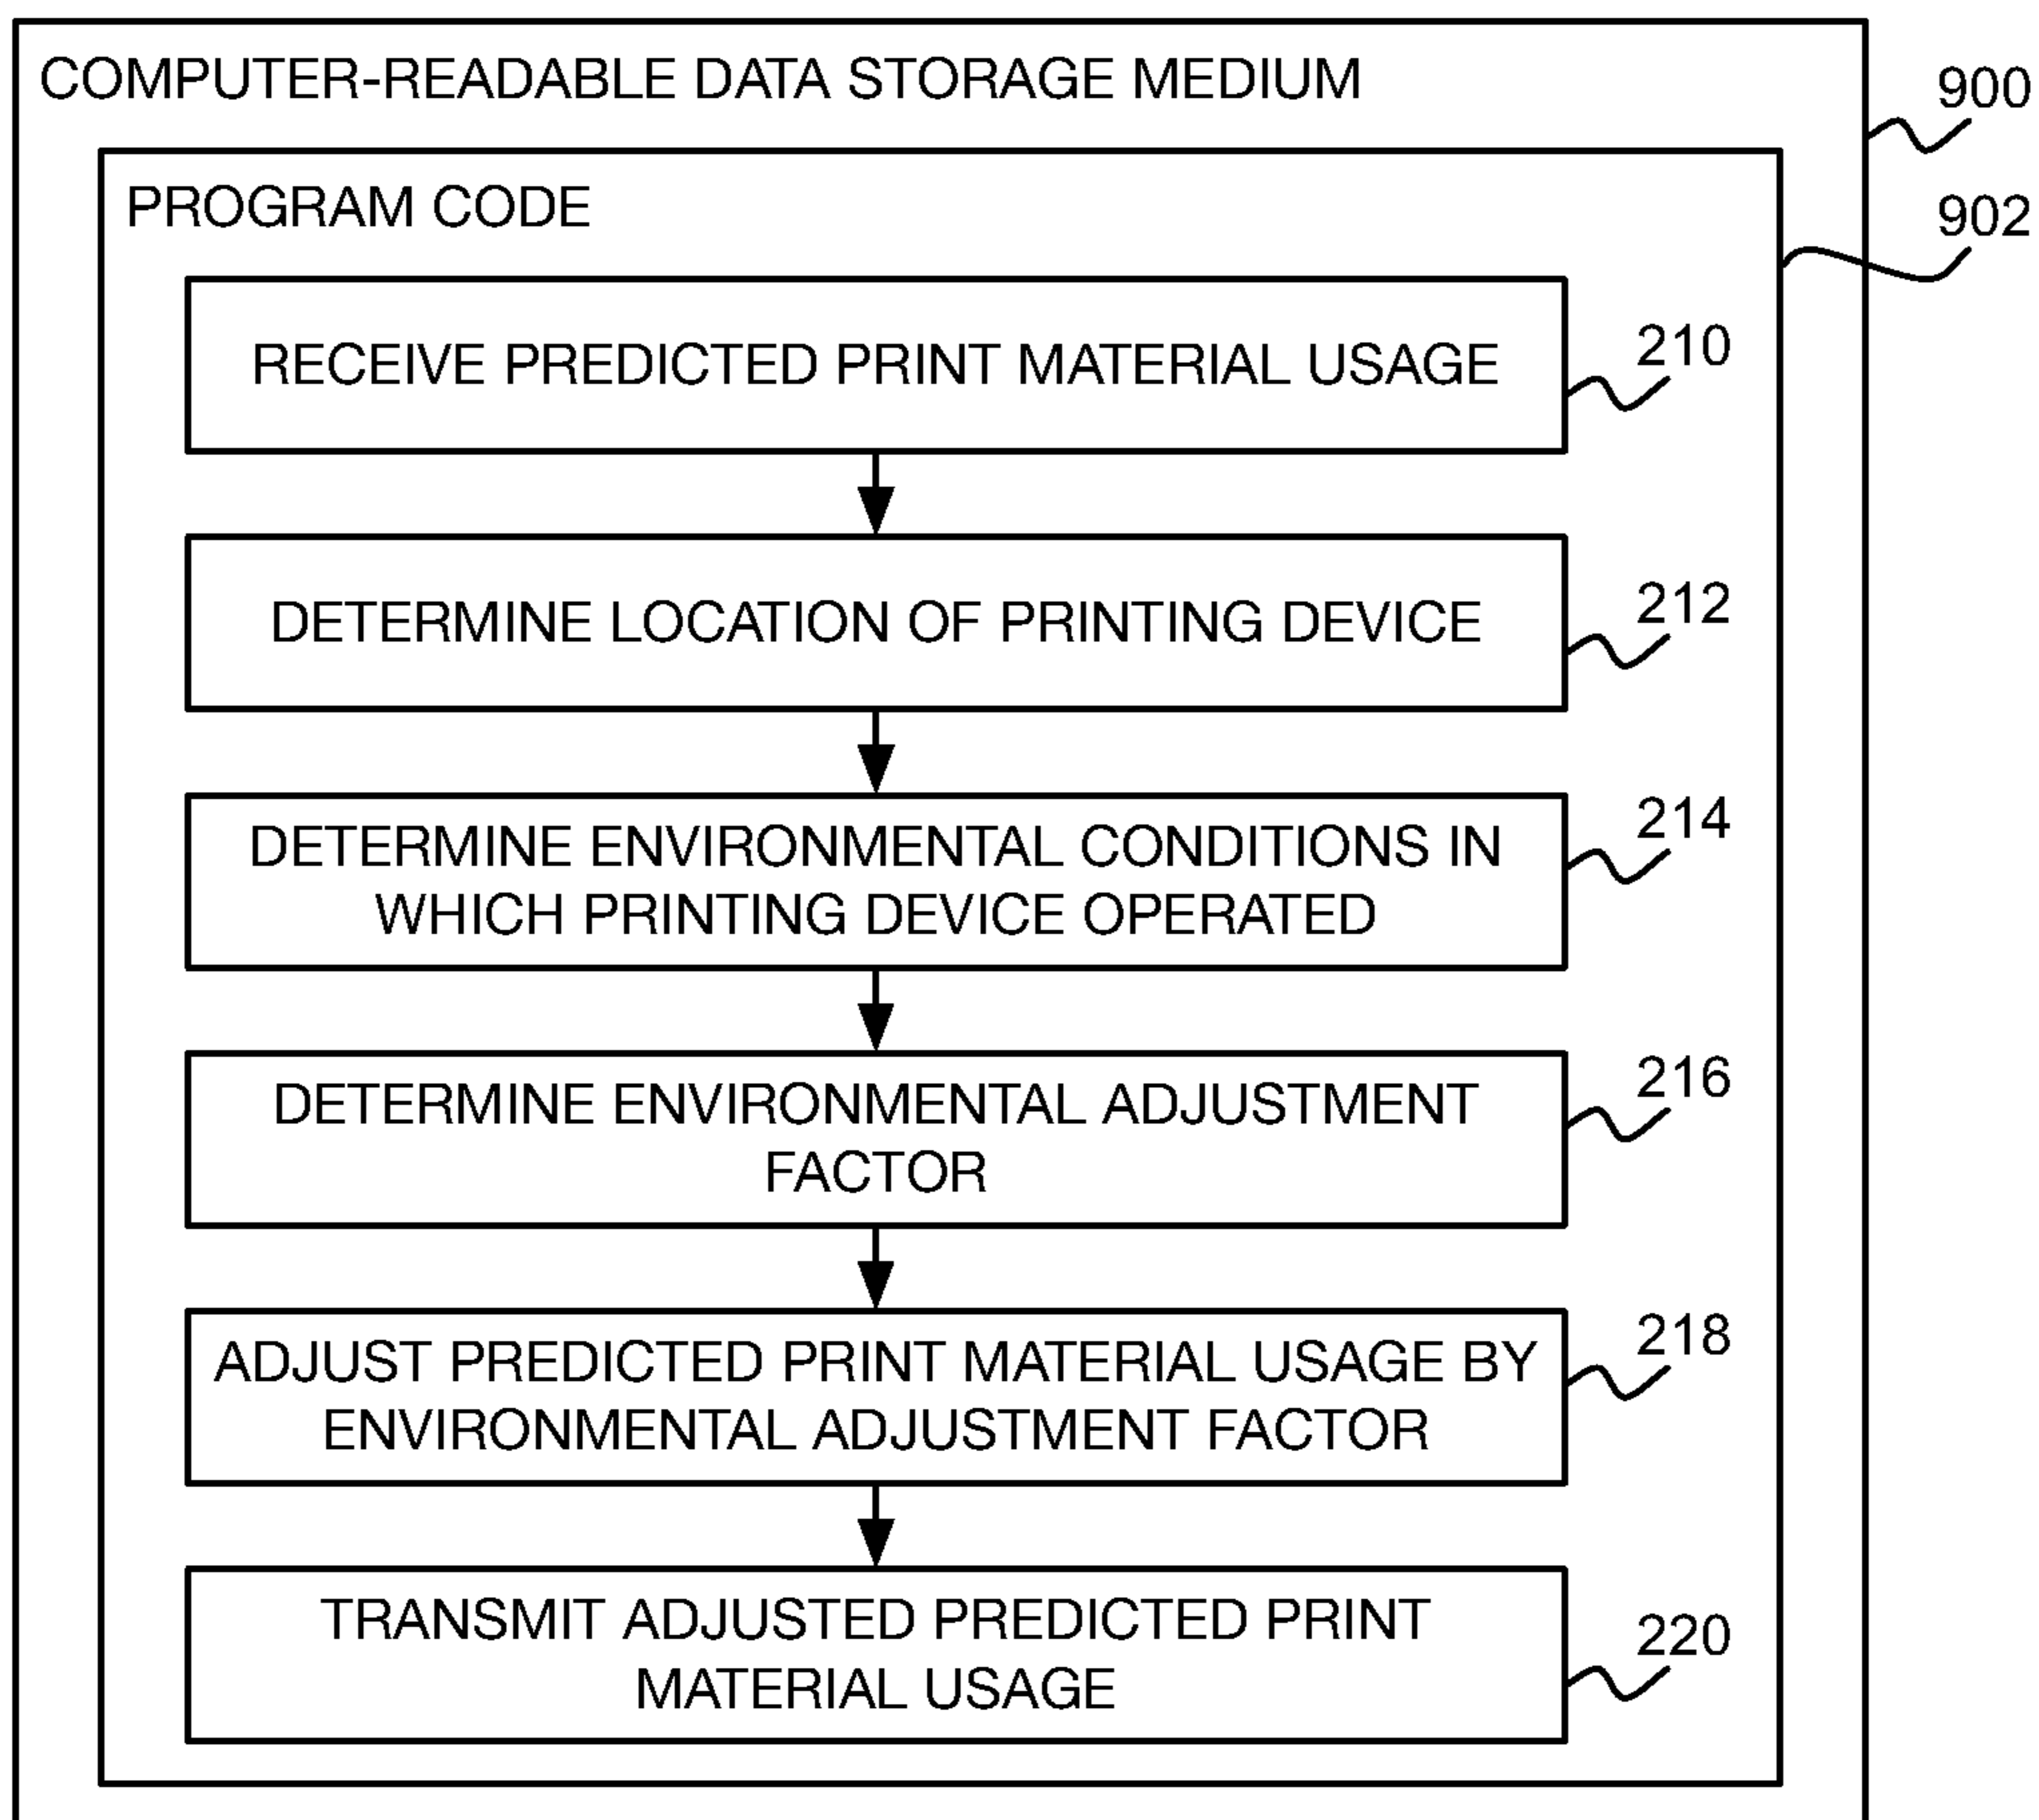 COMPUTER-READABLE DATA STORAGE MEDIUM
900
PROGRAM CODE
902
RECEIVE PREDICTED PRINT MATERIAL USAGE
210
DETERMINE LOCATION OF PRINTING DEVICE
212
DETERMINE ENVIRONMENTAL CONDITIONS IN
WHICH PRINTING DEVICE OPERATED
214
DETERMINE ENVIRONMENTAL ADJUSTMENT
FACTOR
216
ADJUST PREDICTED PRINT MATERIAL USAGE BY
ENVIRONMENTAL ADJUSTMENT FACTOR
218
TRANSMIT ADJUSTED PREDICTED PRINT
MATERIAL USAGE
220